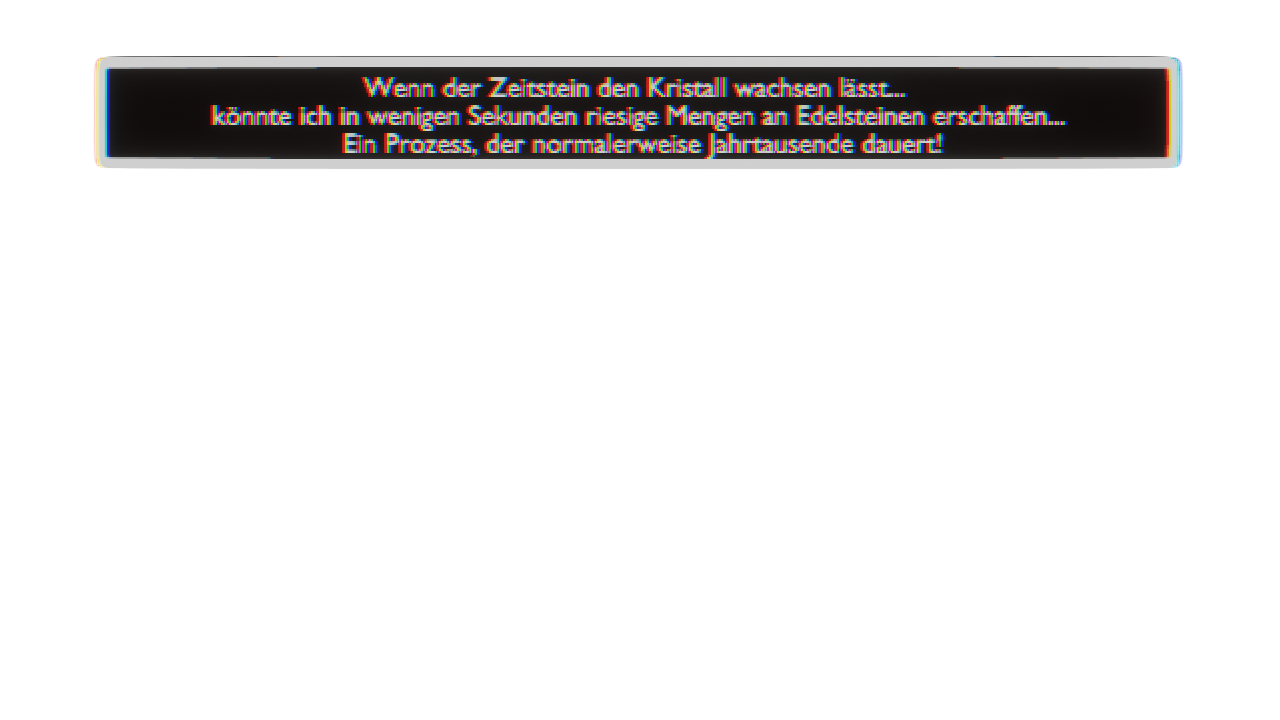 Wenn der Zeitstein den Kristall wachsen lässt...
könnte ich in wenigen Sekunden riesige Mengen an Edelsteinen erschaffen...
Ein Prozess, der normalerweise Jahrtausende dauert!